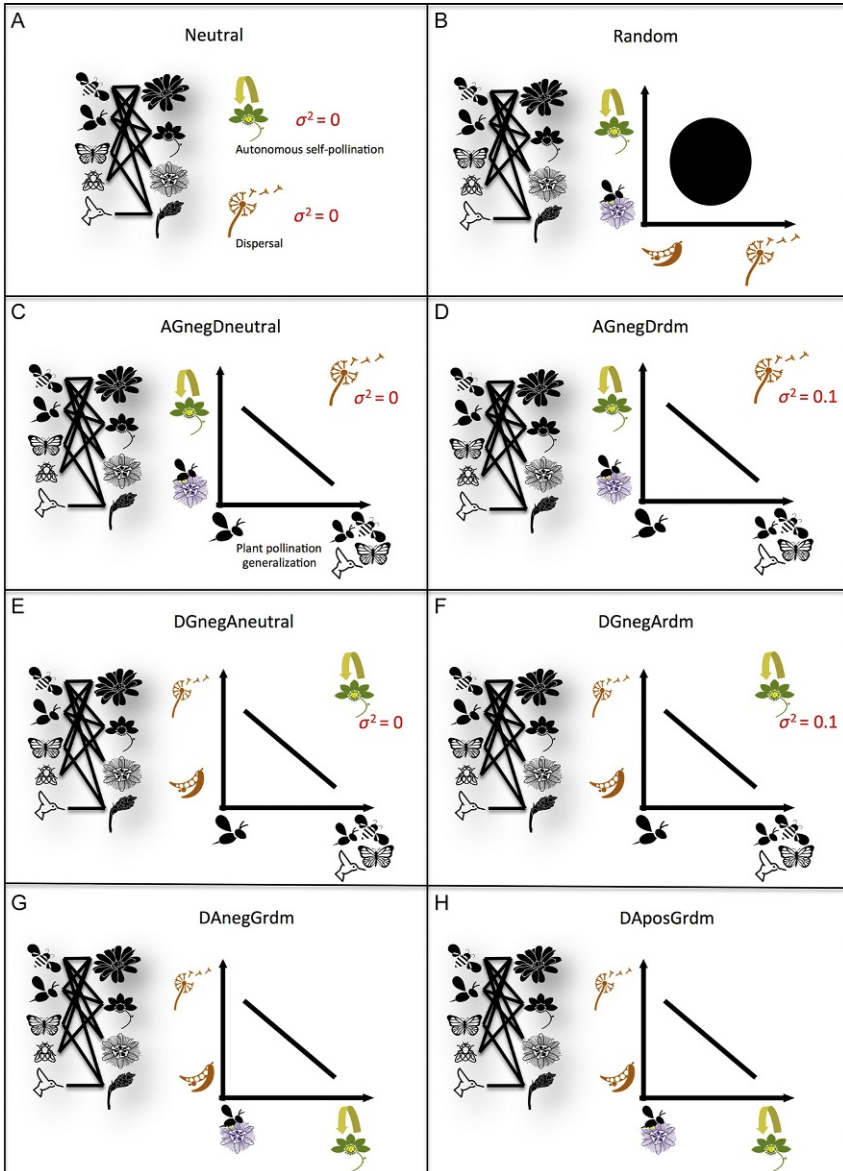 A
Neutral
σ² = 0
Autonomous self-pollination
σ² = 0
Dispersal
B
Random
C
AGnegDneutral
σ² = 0
Plant pollination
generalization
D
AGnegDrdm
σ² = 0.1
E
DGnegAneutral
σ² = 0
F
DGnegArdm
σ² = 0.1
G
DAnegGrdm
H
DAposGrdm